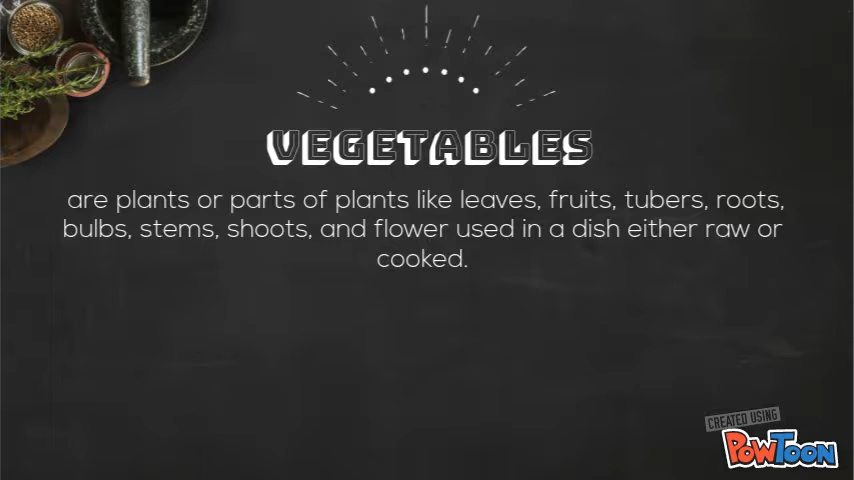 VEGETABLES
are plants or parts of plants like leaves, fruits, tubers, roots,
bulbs, stems, shoots, and flower used in a dish either raw or
cooked.
CREATED USING
POWTOON